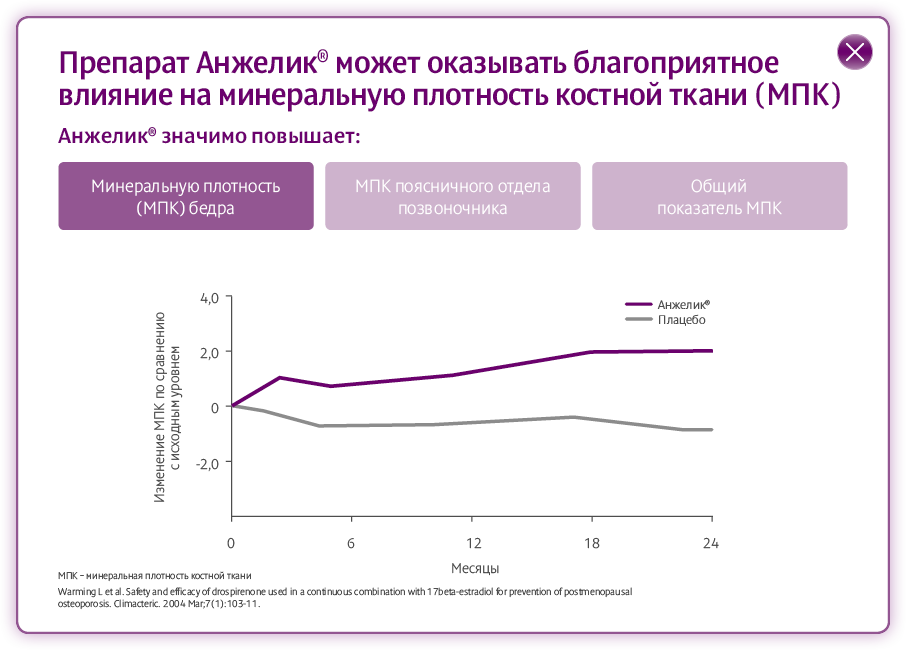 Препарат Анжелик® может оказывать благоприятное
влияние на минеральную плотность костной ткани (МПК)
Анжелик® значимо повышает:
Минеральную плотность
(МПК) бедра
МПК поясничного отдела
позвоночника
Общий
показатель МПК
Изменение МПК по сравнению
с исходным уровнем
4,0
2,0
0
-2,0
Анжелик®
Плацебо
0
6
12
18
24
Месяцы
МПК – минеральная плотность костной ткани
Warming L et al. Safety and efficacy of drospirenone used in a continuous combination with 17beta-estradiol for prevention of postmenopausal
osteoporosis. Climacteric. 2004 Mar;7(1):103-11.